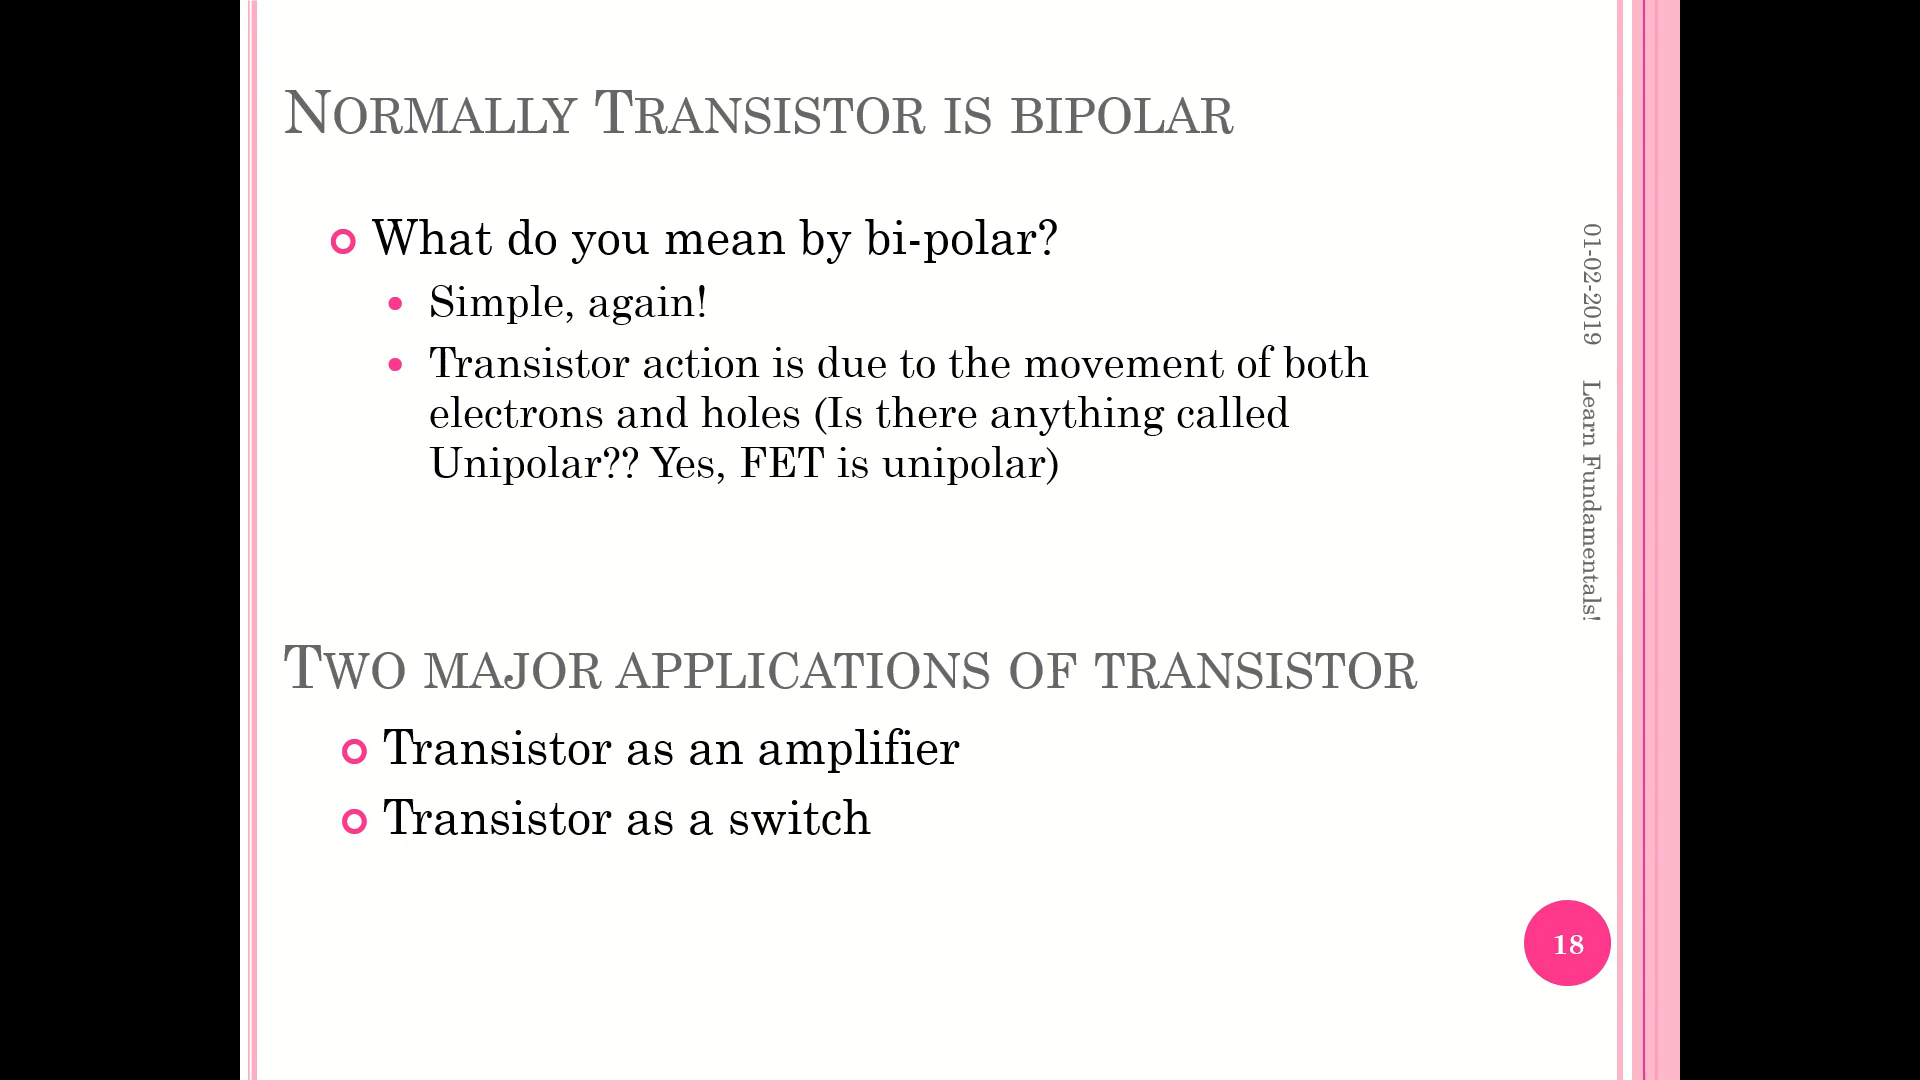 NORMALLY TRANSISTOR IS BIPOLAR
What do you mean by bi-polar?
Simple, again!
Transistor action is due to the movement of both
electrons and holes (Is there anything called
Unipolar?? Yes, FET is unipolar)
TWO MAJOR APPLICATIONS OF TRANSISTOR
Transistor as an amplifier
Transistor as a switch
01-02-2019 Learn Fundamentals!
18